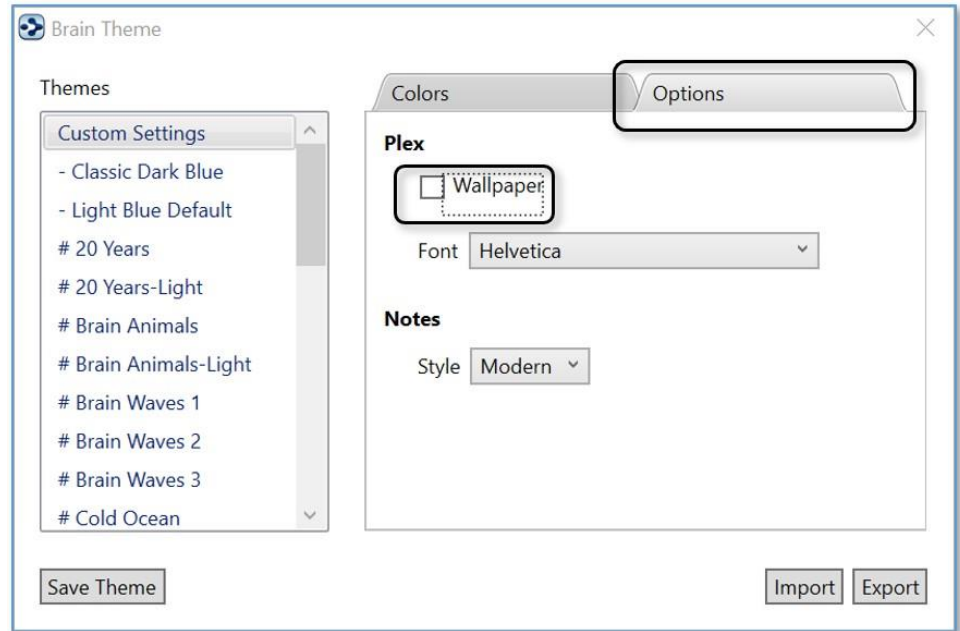 Brain Theme
Themes
Custom Settings
- Classic Dark Blue
- Light Blue Default
# 20 Years
# 20 Years-Light
# Brain Animals
# Brain Animals-Light
# Brain Waves 1
# Brain Waves 2
# Brain Waves 3
# Cold Ocean
Save Theme
Colors
Options
Plex
Wallpaper
Font Helvetica
Notes
Style Modern
Import
Export